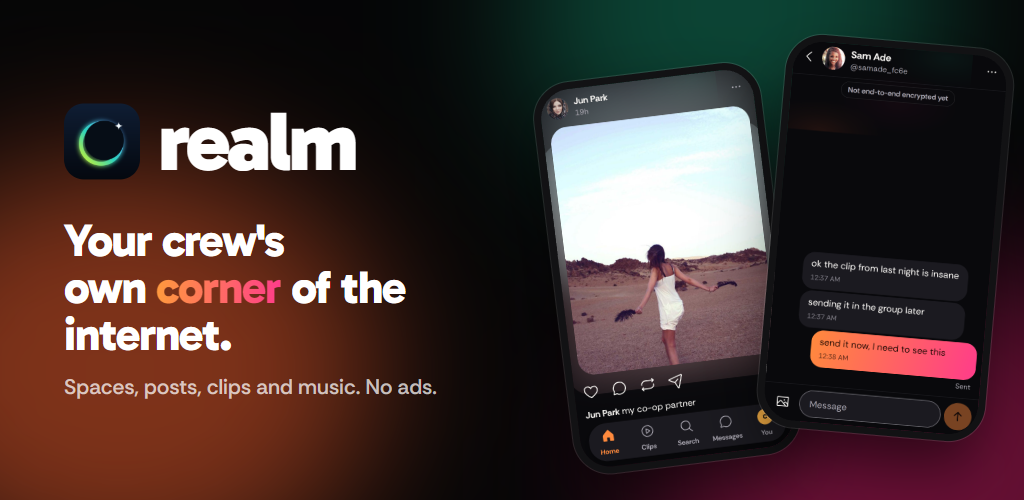 realm
Your crew's
own corner of the
internet.
Spaces, posts, clips and music. No ads.
Jun Park
19h
Jun Park my co-op partner
Home
Clips
Search
Messages
You
Sam Ade
@samade_fc6e
Not end-to-end encrypted yet
ok the clip from last night is insane
12:37 AM
sending it in the group later
12:37 AM
send it now, I need to see this
12:38 AM
Sent
Message